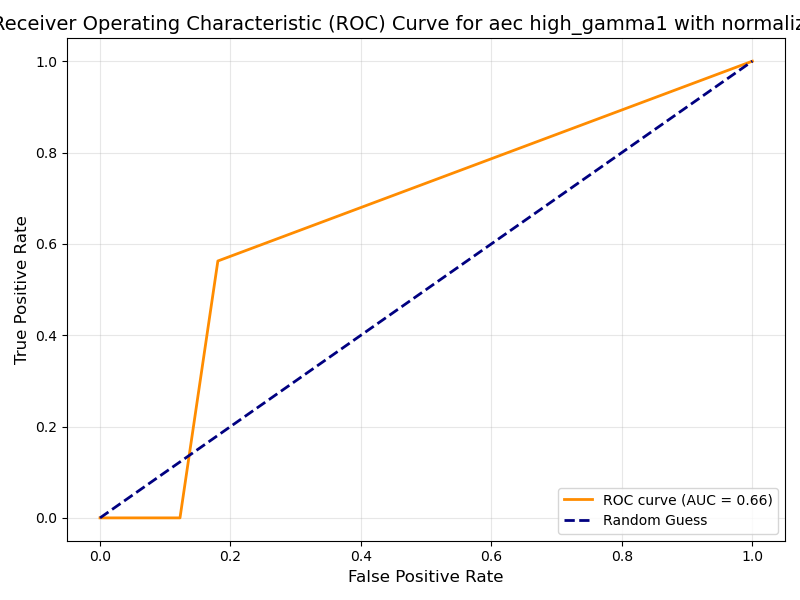 Receiver Operating Characteristic (ROC) Curve for aec high_gamma1 with
1.0
0.8
0.6
0.4
0.2
0.0
True Positive Rate
0.0 0.2 0.4 0.6 0.8 1.0
False Positive Rate
ROC curve (AUC = 0.66)
Random Guess